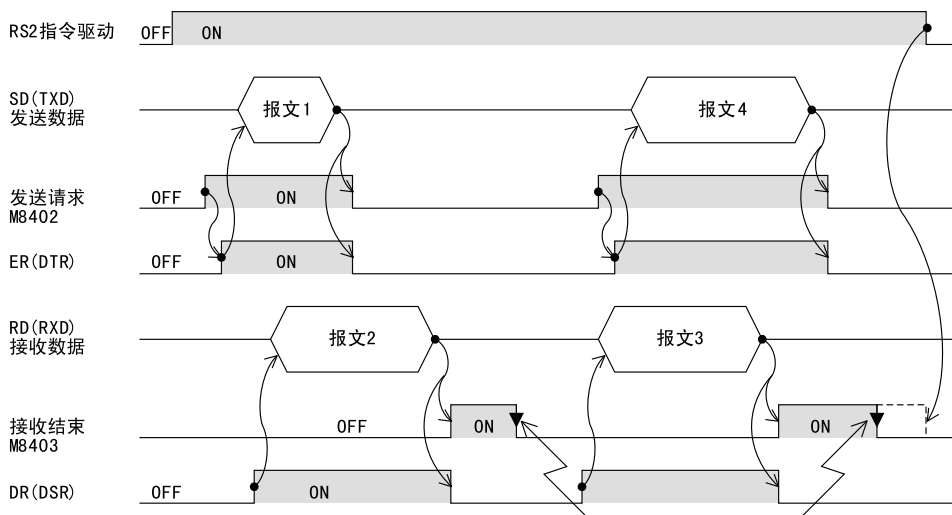 RS2指令驱动 OFF ON
SD(TXD)
发送数据
报文1 报文4
发送请求
M8402
OFF ON
ER(DTR) OFF ON
RD(RXD)
接收数据
报文2 报文3
接收结束
M8403
OFF ON ON
DR(DSR) OFF ON